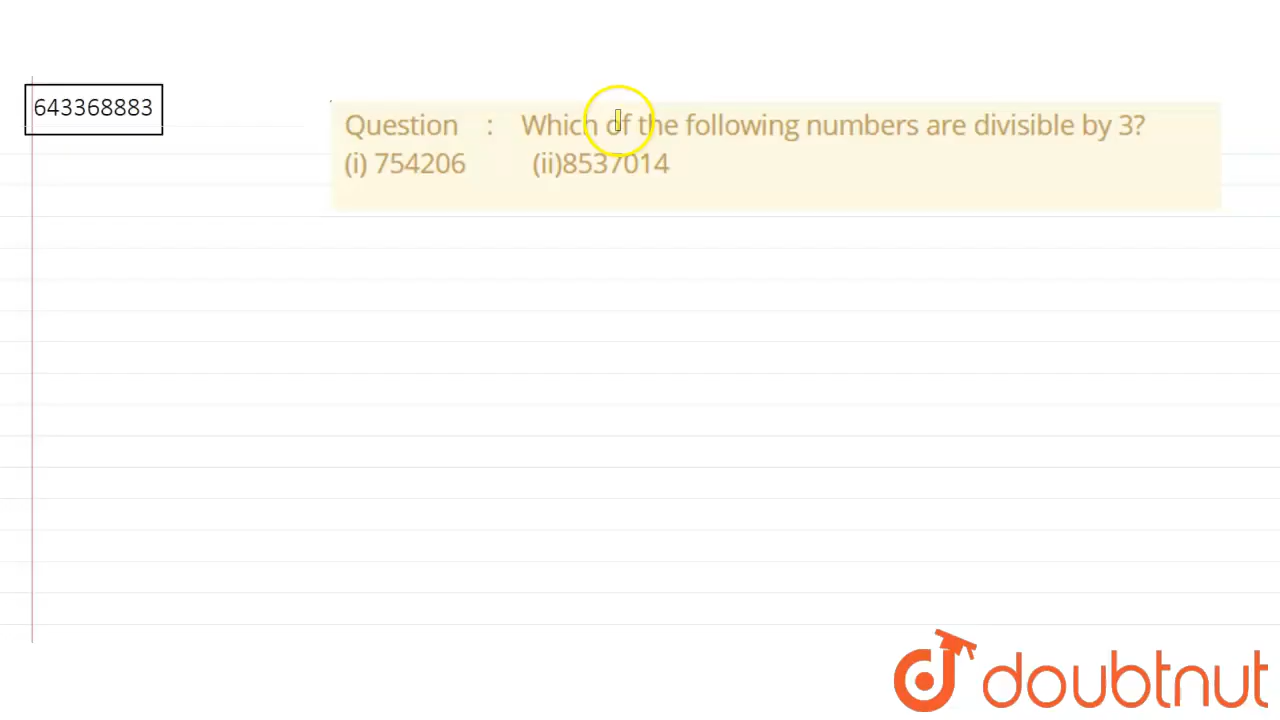 643368883
Question : Which of the following numbers are divisible by 3?
(i) 754206 (ii)8537014
doubtnut